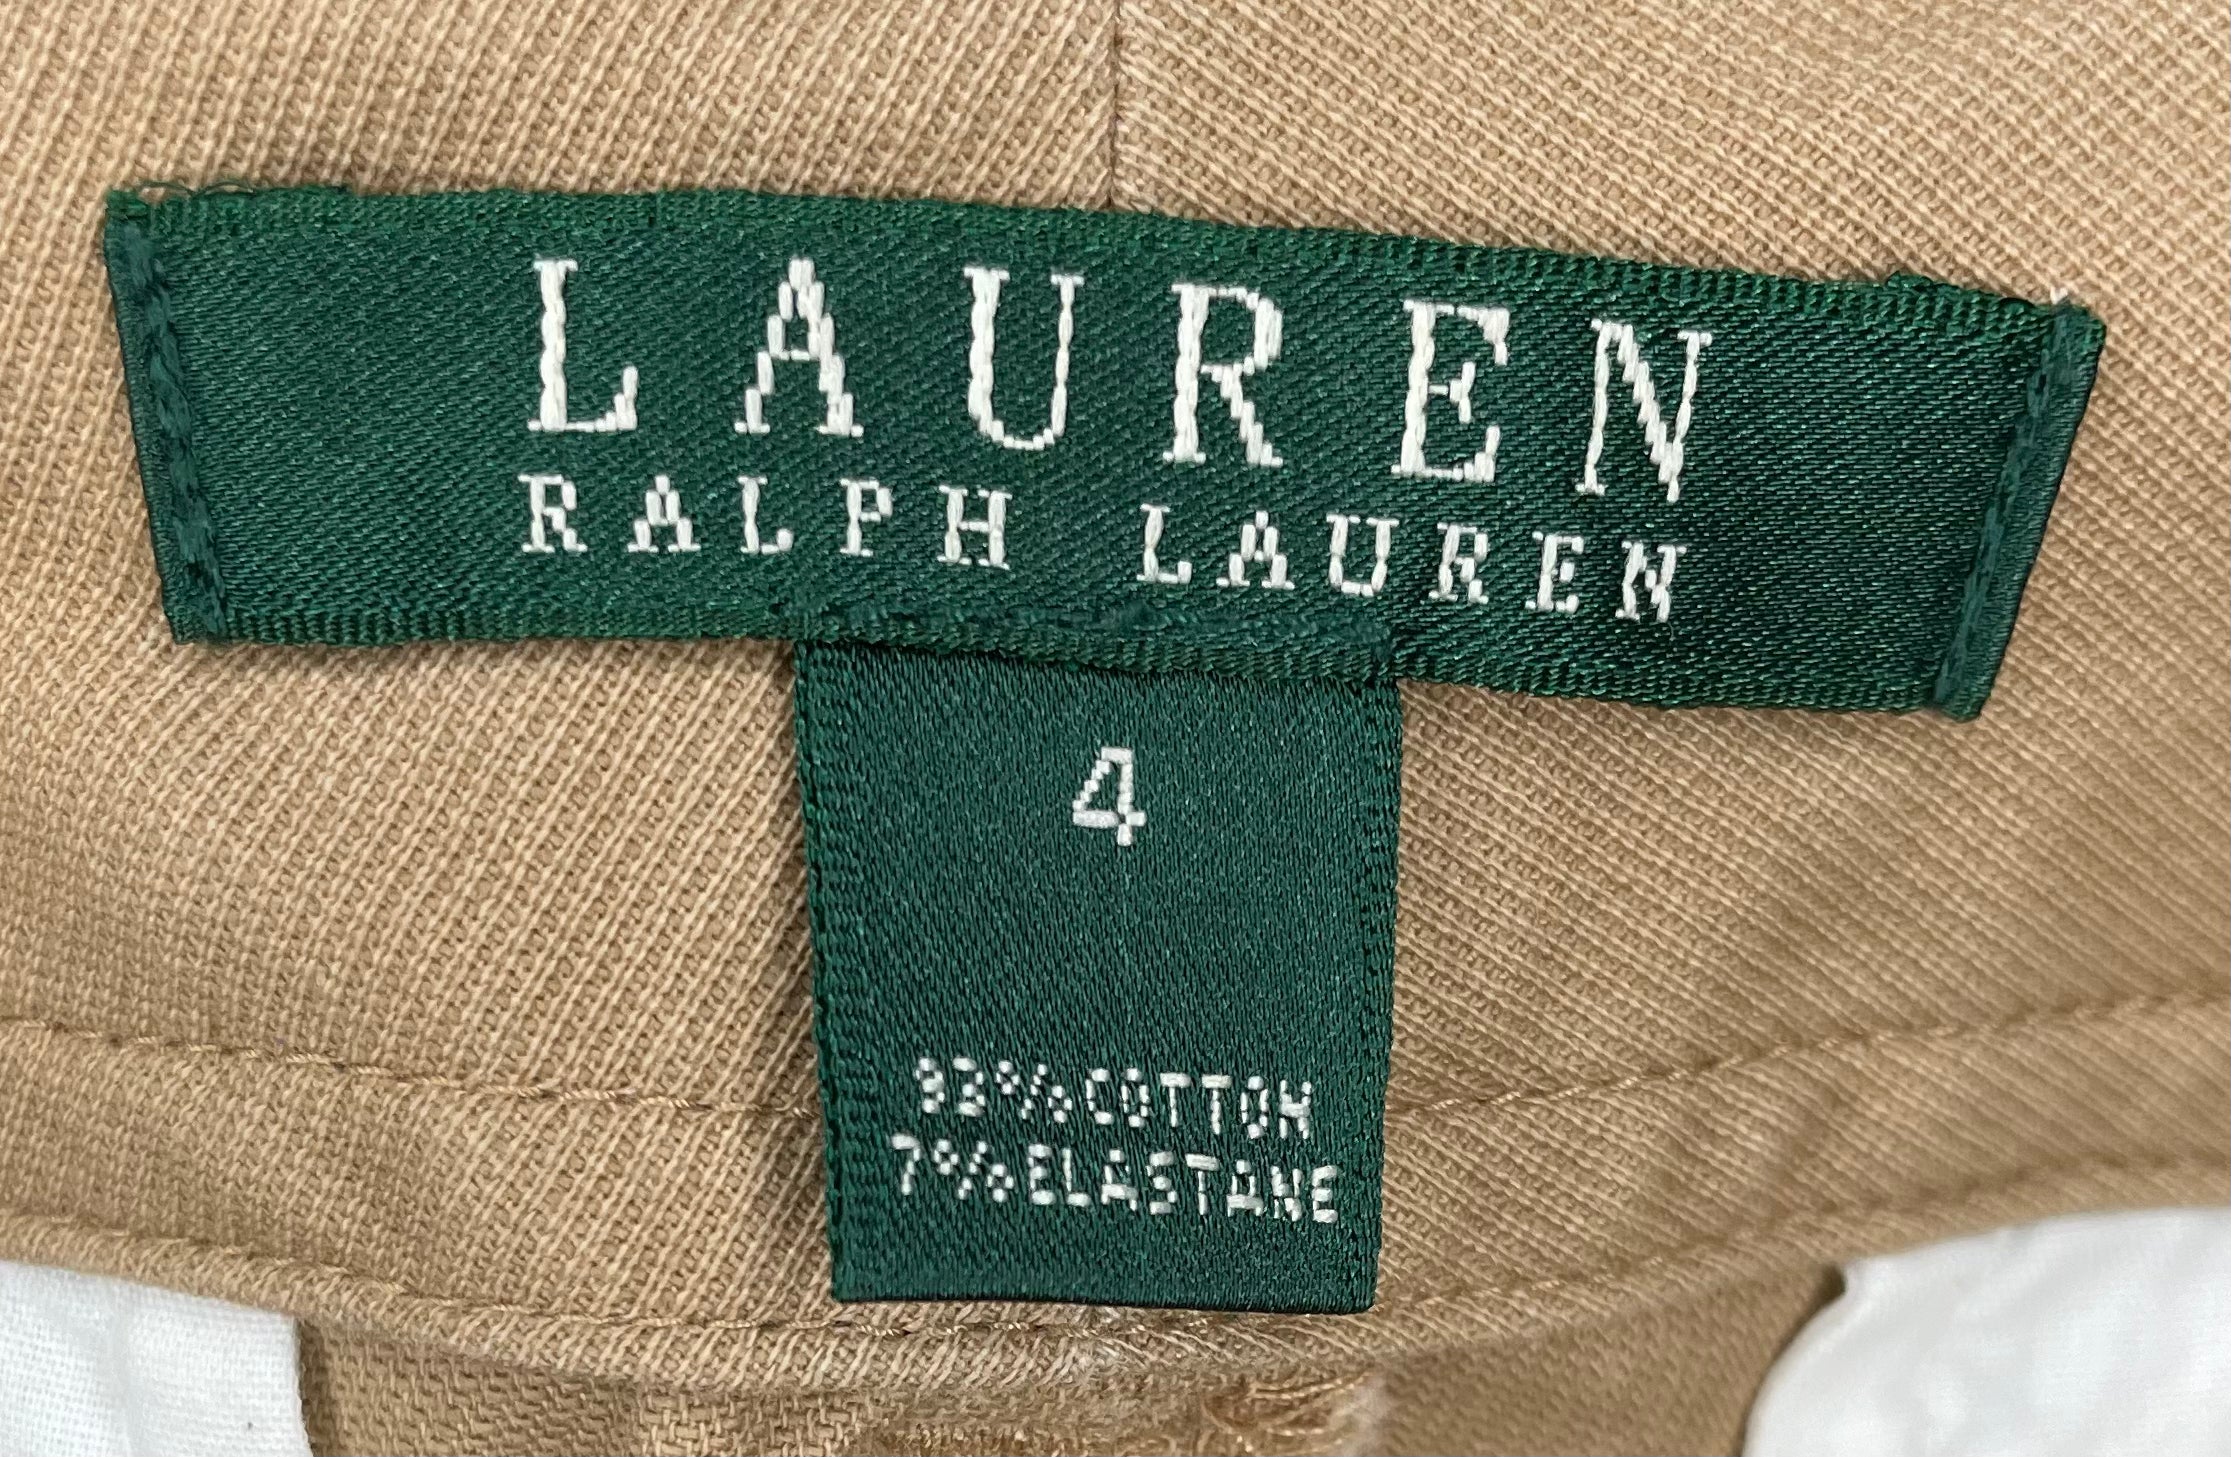 LAUREN
RALPH LAUREN
4
93% COTTON
7% ELASTANE